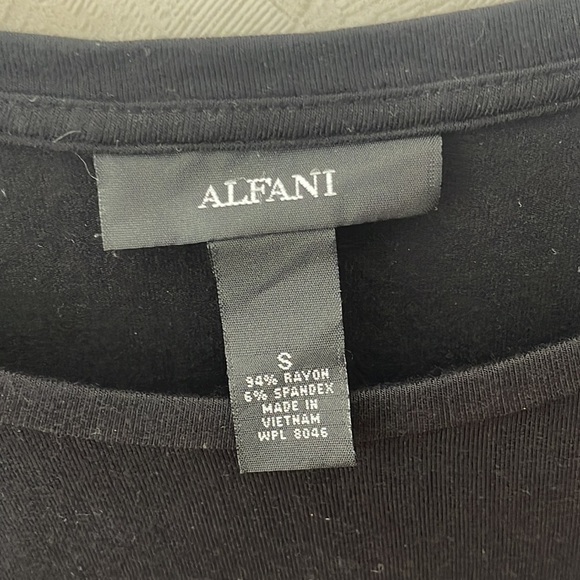 ALFANI
S
94% RAYON
6% SPANDEX
MADE IN
VIETNAM
WPL 8046